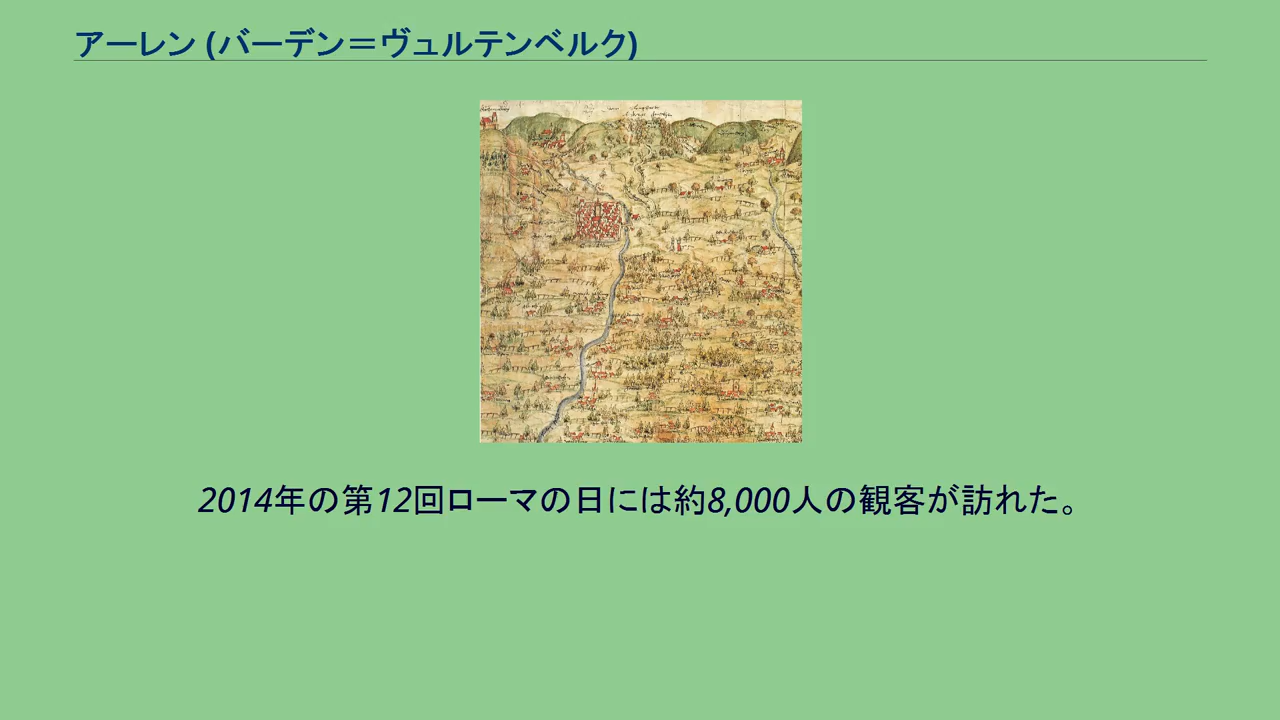 アーレン (バーデン＝ヴュルテンベルク)
2014年の第12回ローマの日には約8,000人の観客が訪れた。